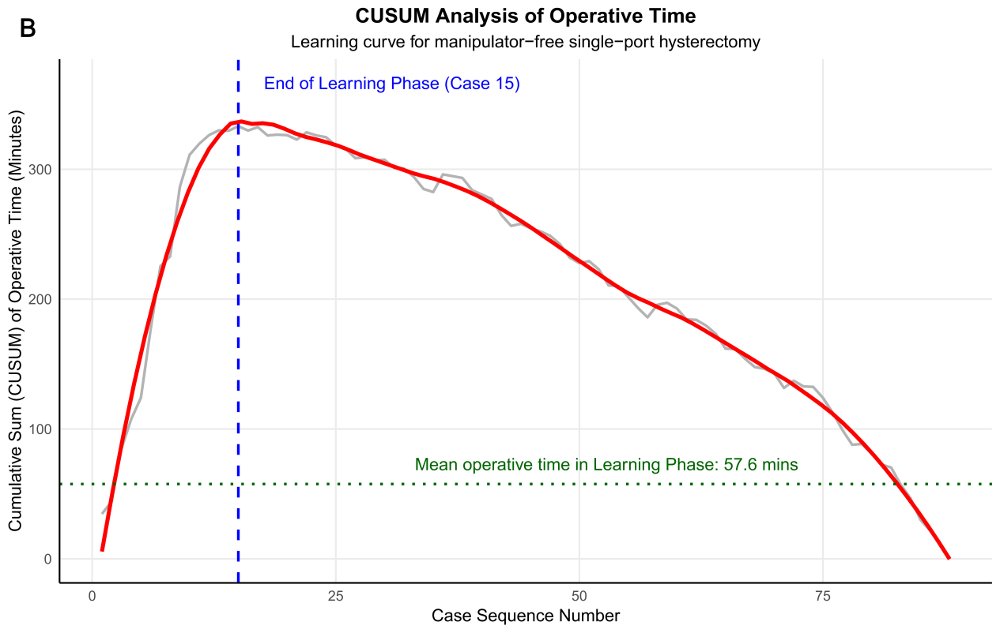 B
CUSUM Analysis of Operative Time
Learning curve for manipulator−free single−port hysterectomy
End of Learning Phase (Case 15)
Cumulative Sum (CUSUM) of Operative Time (Minutes)
300
200
100
0
Mean operative time in Learning Phase: 57.6 mins
0 25 50 75
Case Sequence Number